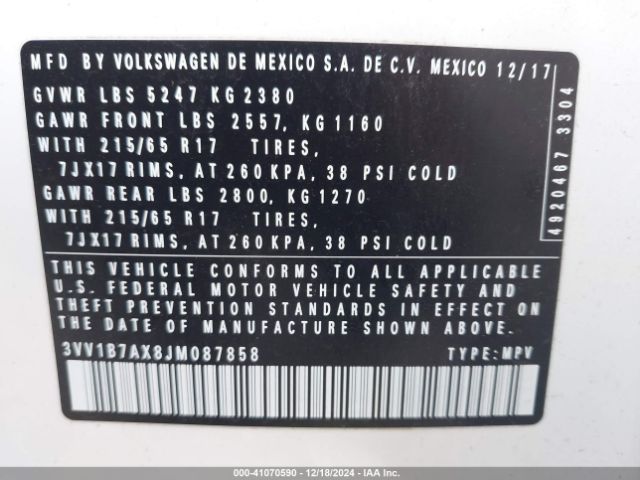 MFD BY VOLKSWAGEN DE MEXICO S.A. DE C.V. MEXICO 12/17
GVWR LBS 5247 KG 2380
GAWR FRONT LBS 2557, KG 1160
WITH 215/65 R17 TIRES,
7JX17 RIMS, AT 260 KPA, 38 PSI COLD
GAWR REAR LBS 2800, KG 1270
WITH 215/65 R17 TIRES,
7JX17 RIMS, AT 260 KPA, 38 PSI COLD
4920467 3304
THIS VEHICLE CONFORMS TO ALL APPLICABLE
U.S. FEDERAL MOTOR VEHICLE SAFETY AND
THEFT PREVENTION STANDARDS IN EFFECT ON
THE DATE OF MANUFACTURE SHOWN ABOVE.
3VV1B7AX8JM087858 TYPE:MPV
000-41070590 - 12/18/2024 - IAA Inc.